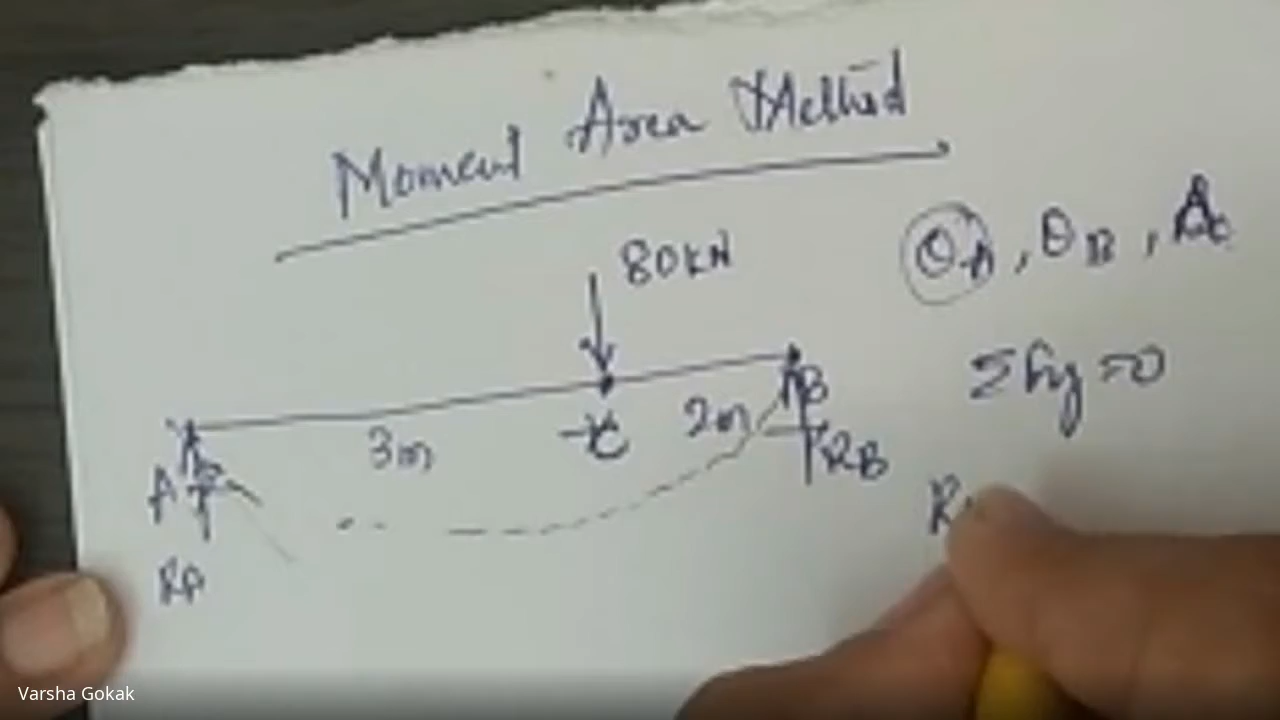 Moment Area Method
80kN
θA, θB, Δc
ΣFy=0
3m
C
2m
B
A
RB
RA
R
Varsha Gokak